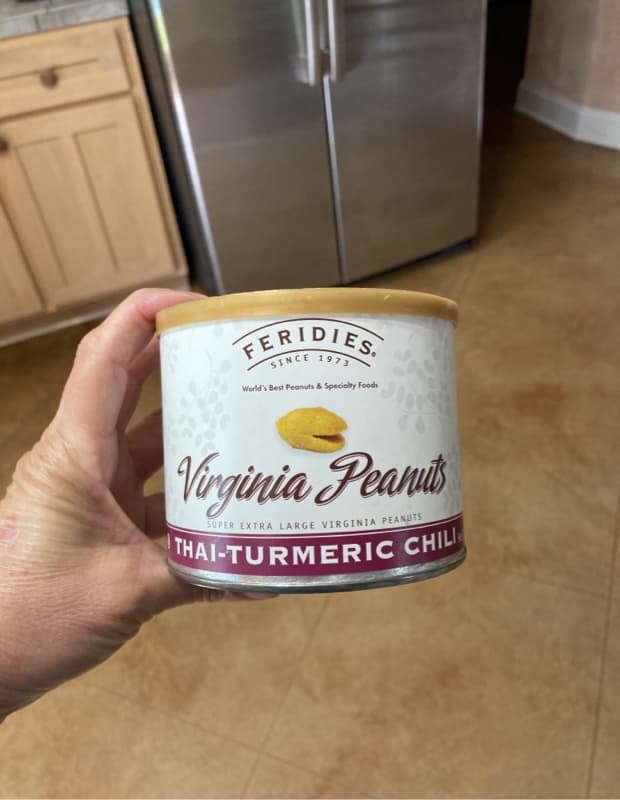 FERIDIES®
SINCE 1973
World's Best Peanuts & Specialty Foods
Virginia Peanuts
SUPER EXTRA LARGE VIRGINIA PEANUTS
THAI-TURMERIC CHILI